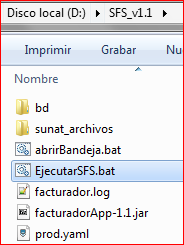 Disco local (D:) SFS_v1.1
Imprimir Grabar Nu
Nombre
bd
sunat_archivos
abrirBandeja.bat
EjecutarSFS.bat
facturador.log
facturadorApp-1.1.jar
prod.yaml